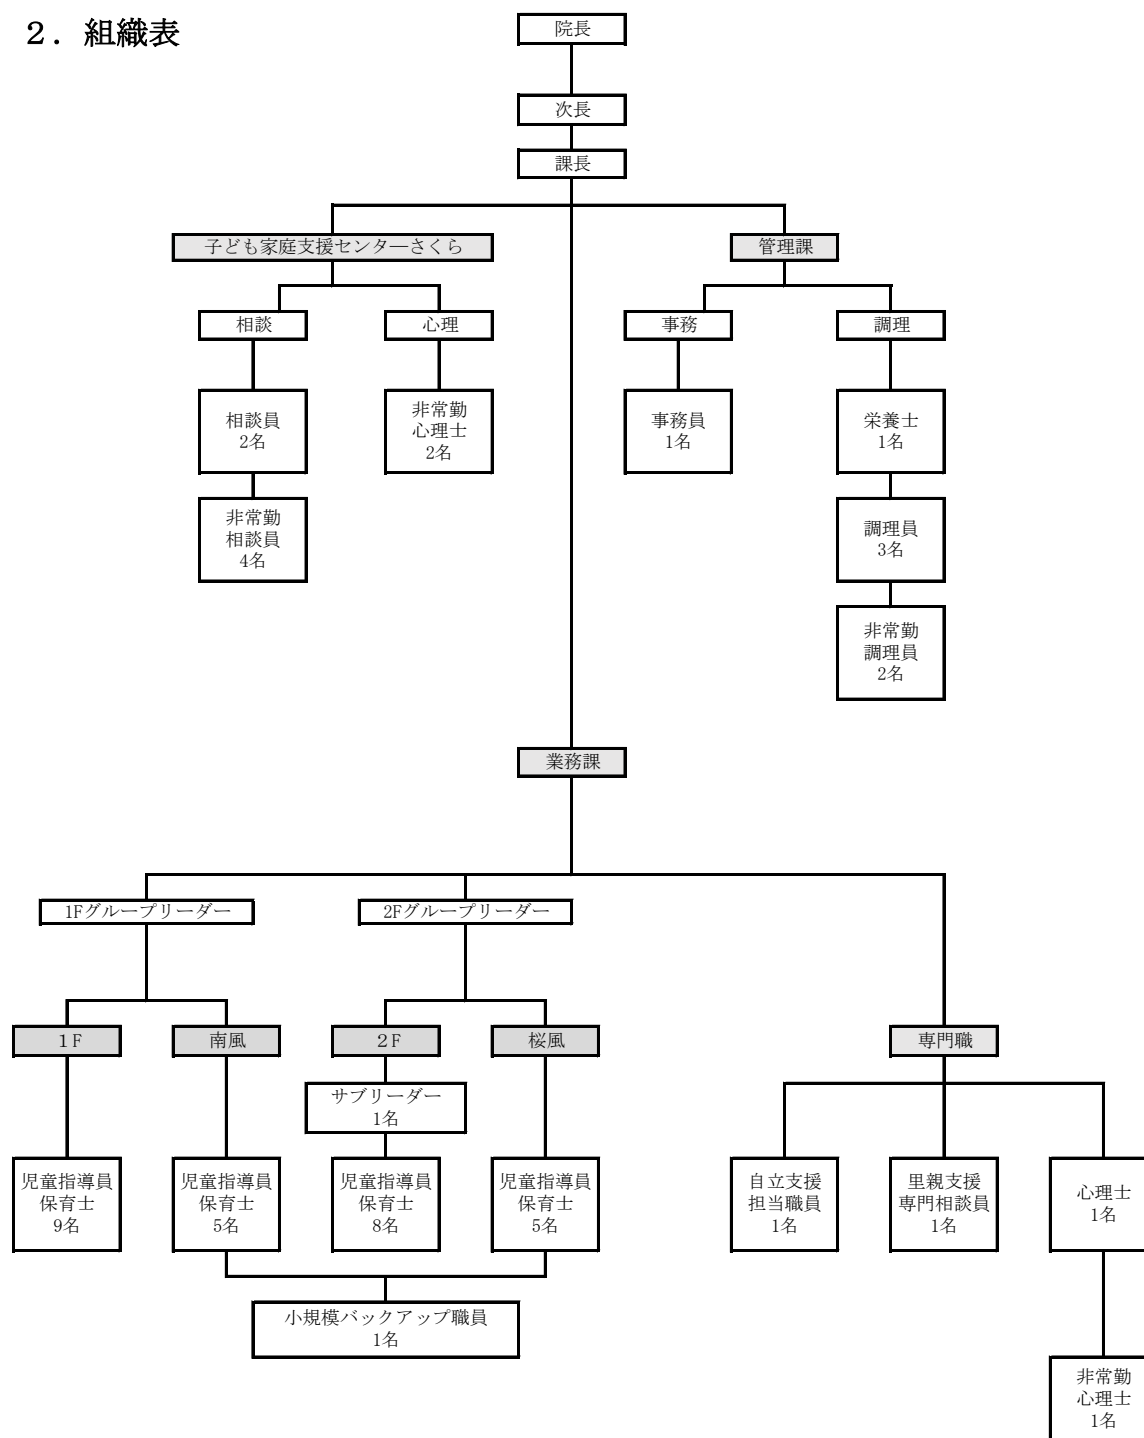 ２．組織表
院長
次長
課長
子ども家庭支援センターさくら
管理課
相談
心理
事務
調理
相談員
2名
非常勤
心理士
2名
事務員
1名
栄養士
1名
非常勤
相談員
4名
調理員
3名
非常勤
調理員
2名
業務課
1Fグループリーダー
2Fグループリーダー
１F
南風
２F
桜風
専門職
サブリーダー
1名
児童指導員
保育士
9名
児童指導員
保育士
5名
児童指導員
保育士
8名
児童指導員
保育士
5名
自立支援
担当職員
1名
里親支援
専門相談員
1名
心理士
1名
小規模バックアップ職員
1名
非常勤
心理士
1名